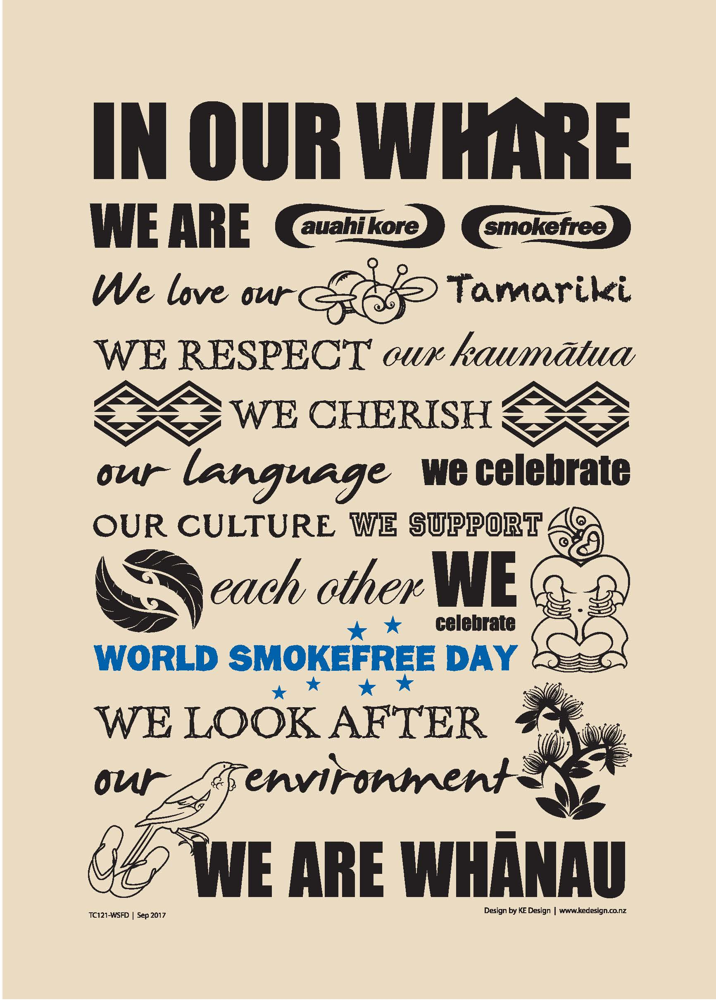 IN OUR WHARE
WE ARE auahi kore smokefree
We love our Tamariki
WE RESPECT our kaumātua
WE CHERISH
our language we celebrate
OUR CULTURE WE SUPPORT
each other WE
celebrate
WORLD SMOKEFREE DAY
WE LOOK AFTER
our environment
WE ARE WHĀNAU
TC121-WSFD | Sep 2017
Design by KE Design | www.kedesign.co.nz